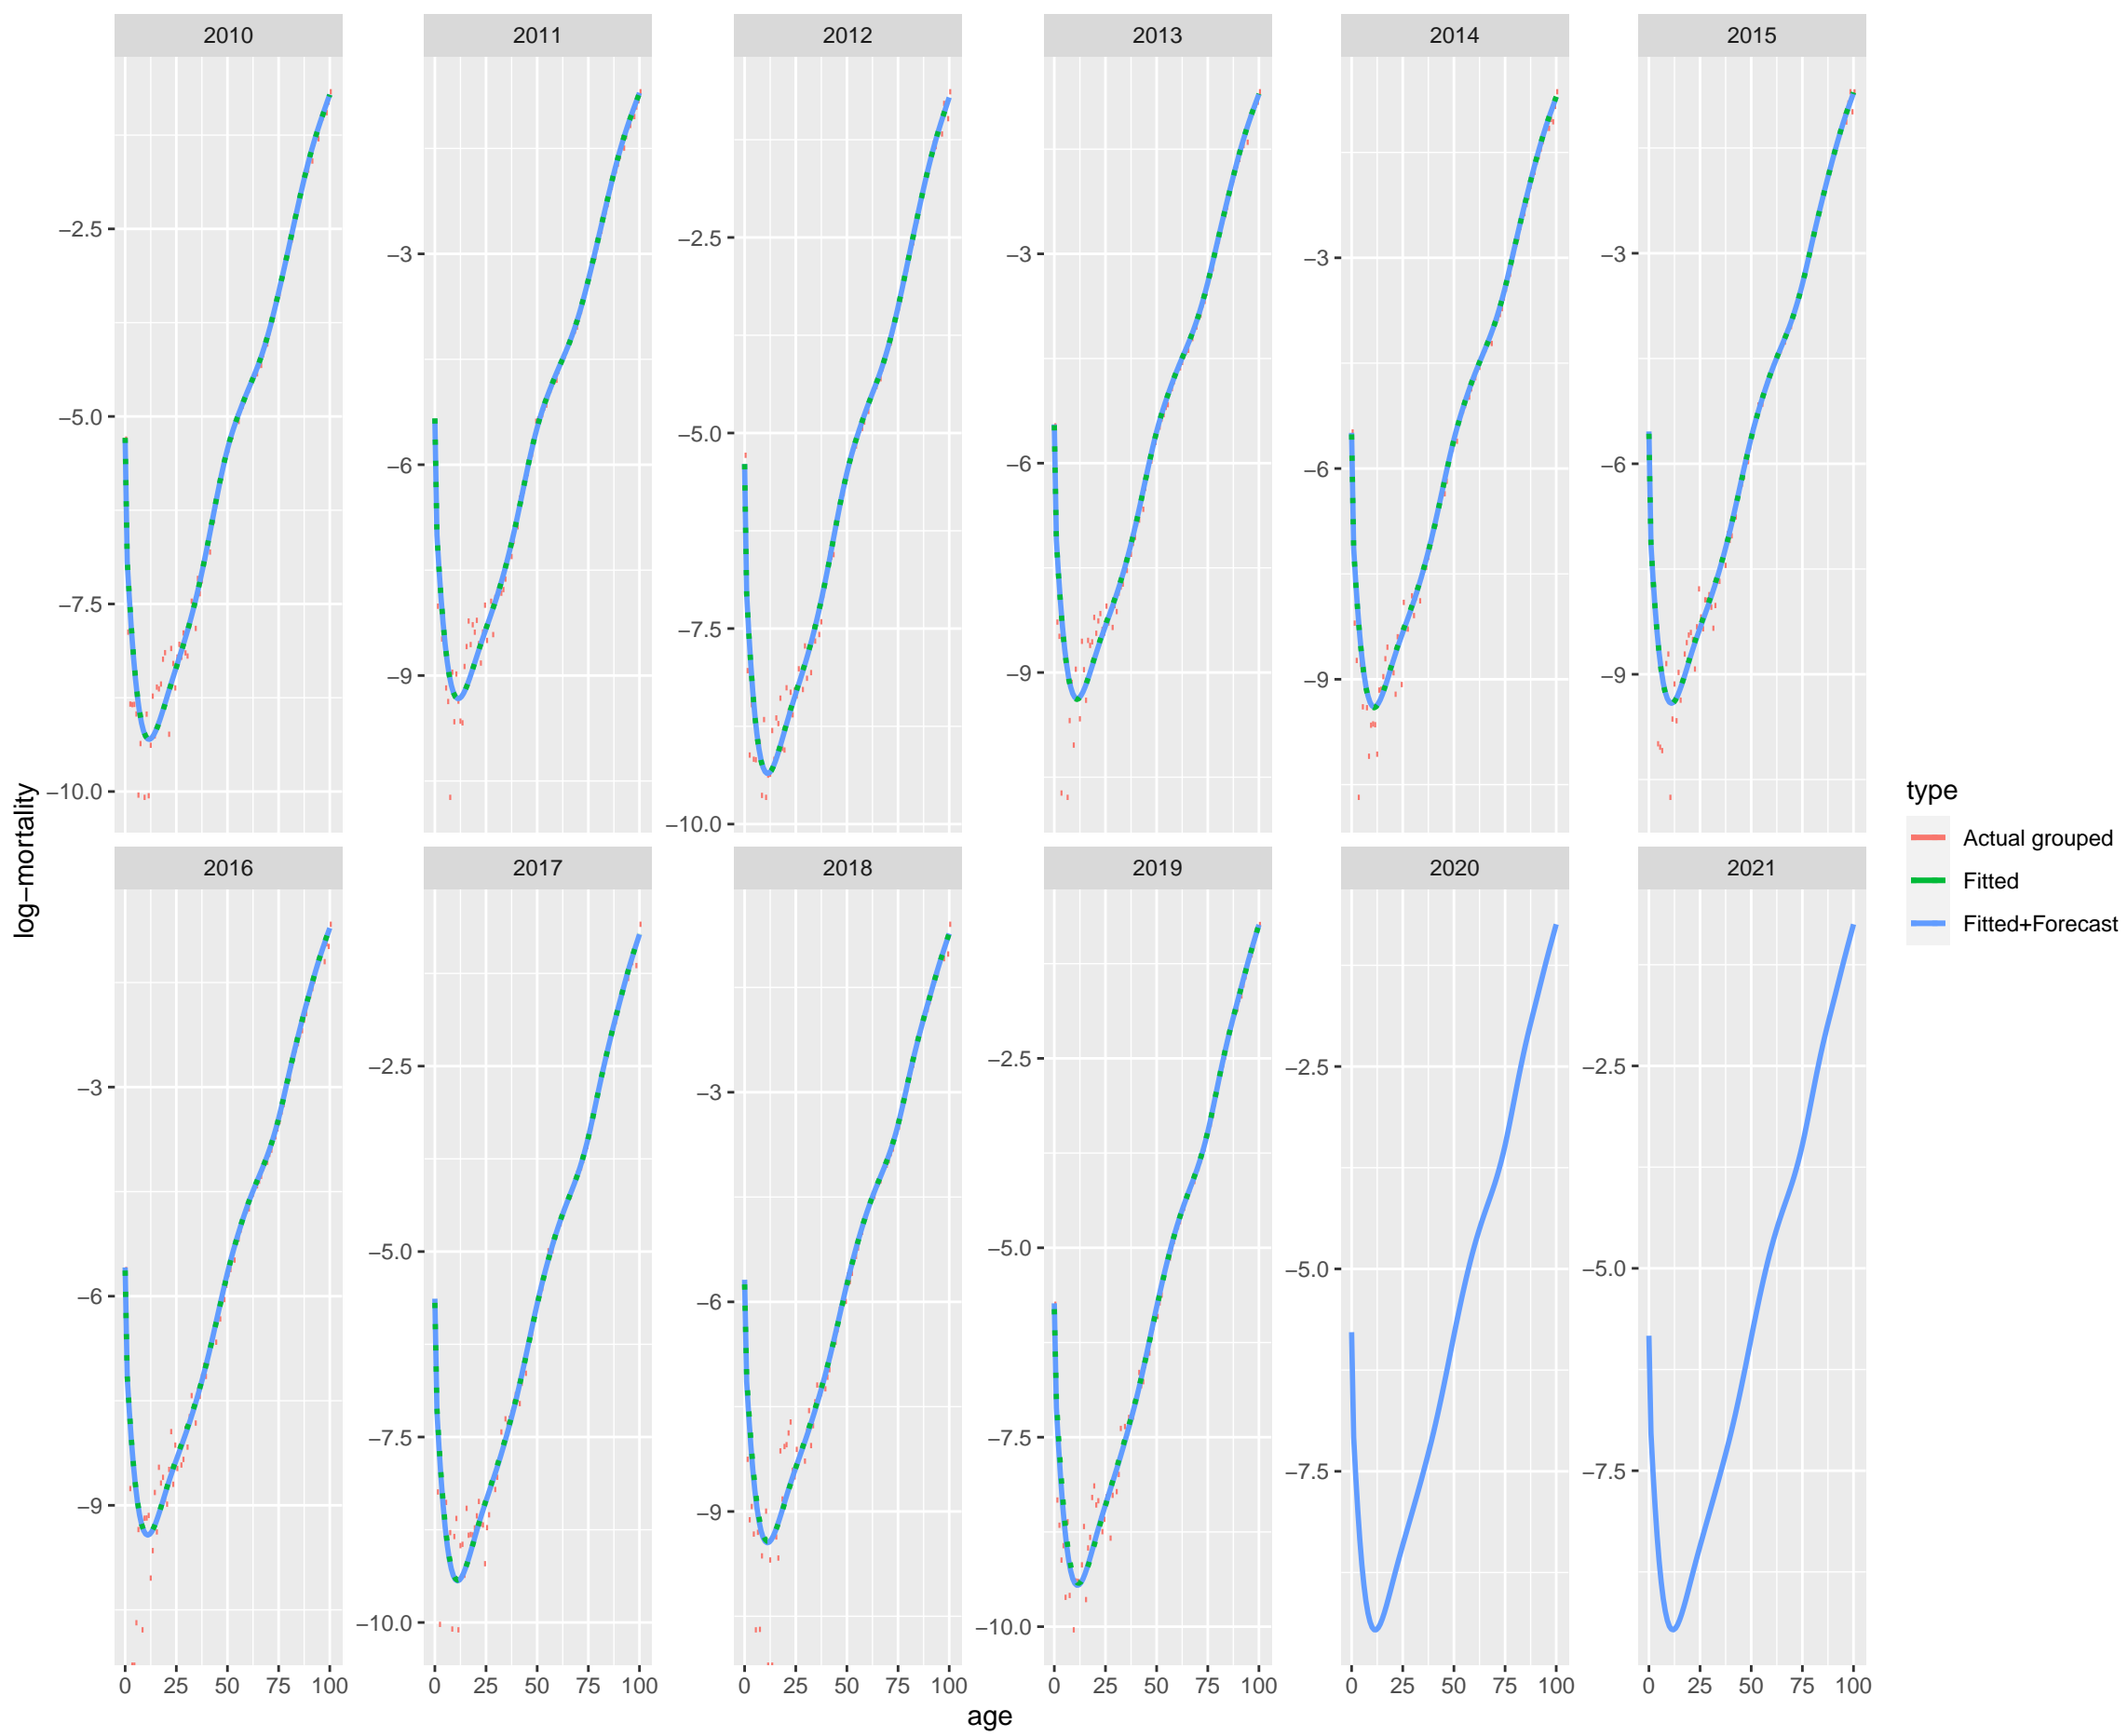 2010 2011 2012 2013 2014 2015
−2.5 −5.0 −7.5 −10.0
−3 −6 −9
−2.5 −5.0 −7.5 −10.0
−3 −6 −9
−3 −6 −9
−3 −6 −9
2016 2017 2018 2019 2020 2021
−3 −6 −9
−2.5 −5.0 −7.5 −10.0
−3 −6 −9
−2.5 −5.0 −7.5 −10.0
−2.5 −5.0 −7.5
−2.5 −5.0 −7.5
0 25 50 75 100 0 25 50 75 100 0 25 50 75 100 0 25 50 75 100 0 25 50 75 100 0 25 50 75 100
age
log−mortality
type
Actual grouped
Fitted
Fitted+Forecast